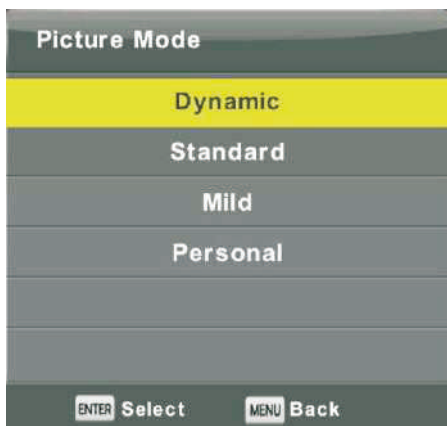 Picture Mode
Dynamic
Standard
Mild
Personal
ENTER Select MENU Back